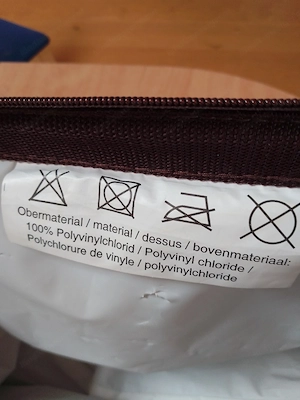 Obermaterial / material / dessus / bovenmateriaal:
100% Polyvinylchlorid / Polyvinyl chloride /
Polychlorure de vinyle / polyvinylchloride